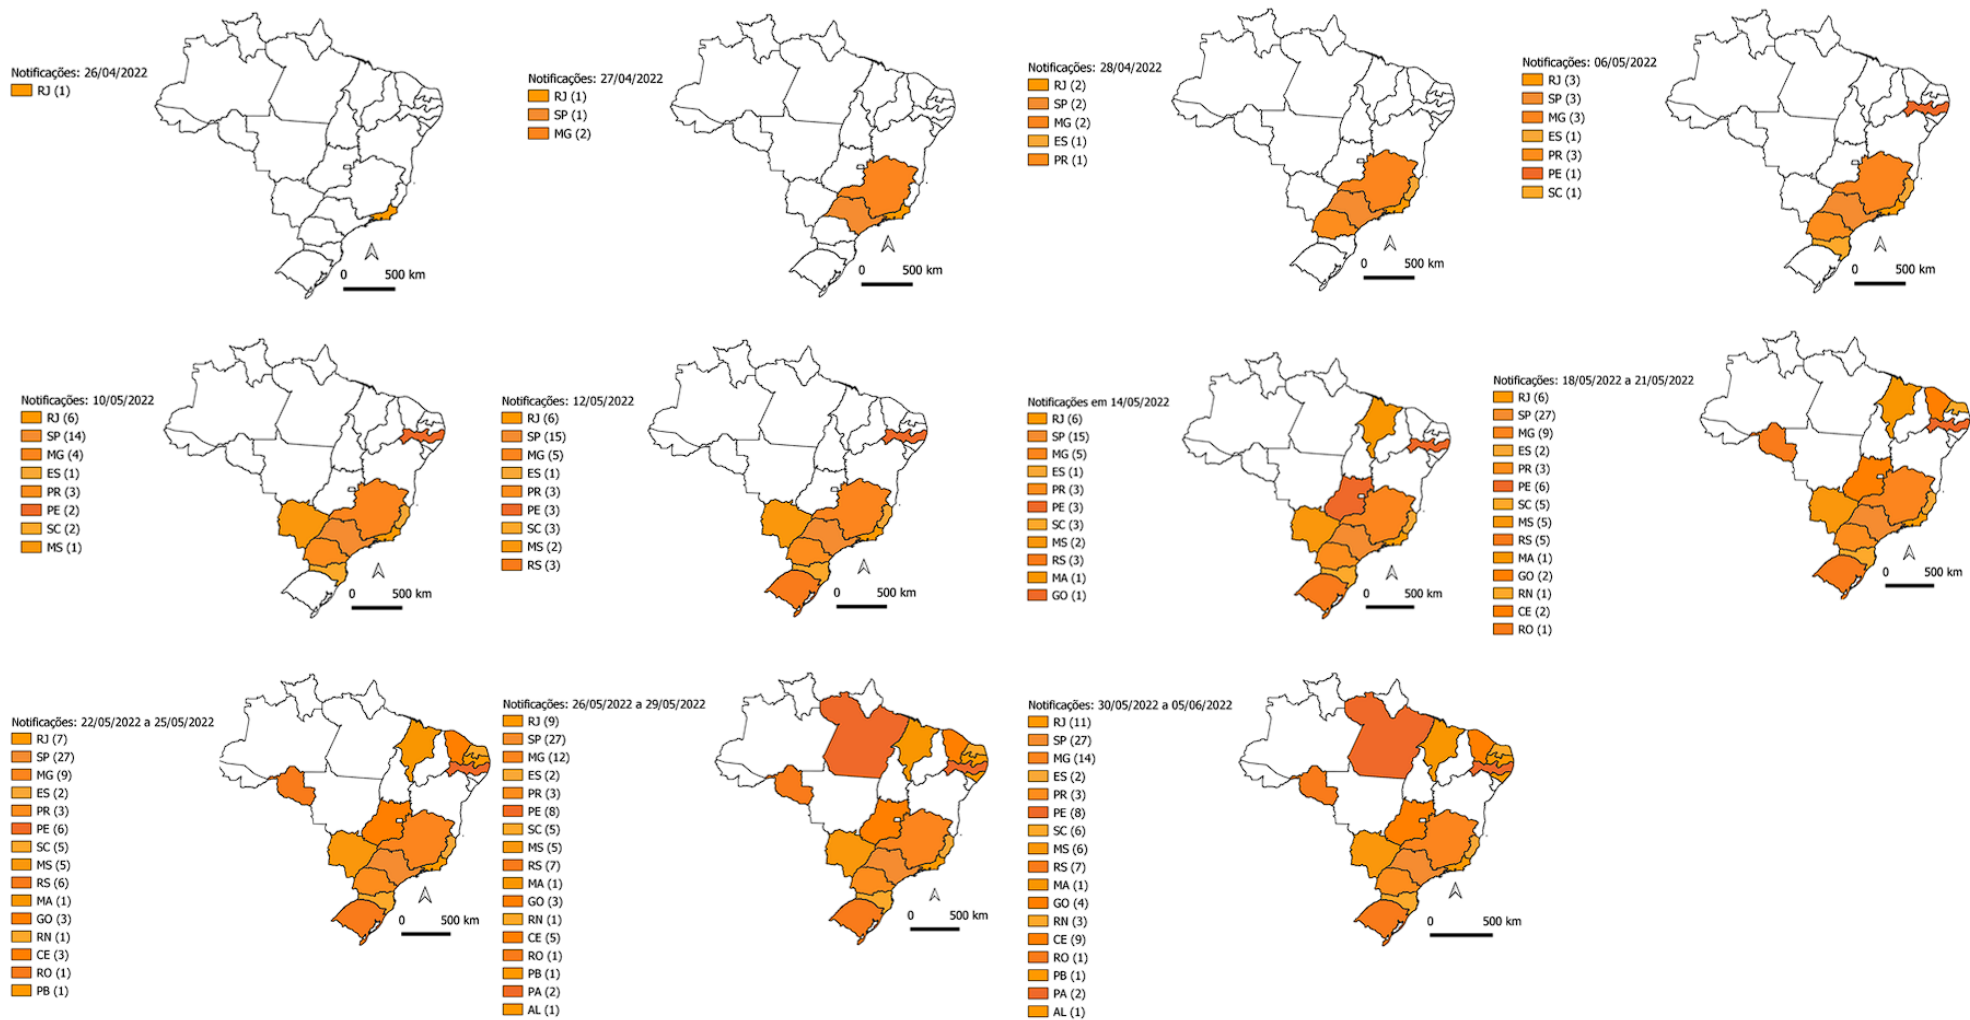 Notificações: 26/04/2022
RJ (1)
0 500 km
Notificações: 27/04/2022
RJ (1)
SP (1)
MG (2)
0 500 km
Notificações: 28/04/2022
RJ (2)
SP (2)
MG (2)
ES (1)
PR (1)
0 500 km
Notificações: 06/05/2022
RJ (3)
SP (3)
MG (3)
ES (1)
PR (3)
PE (1)
SC (1)
0 500 km
Notificações: 10/05/2022
RJ (6)
SP (14)
MG (4)
ES (1)
PR (3)
PE (2)
SC (2)
MS (1)
0 500 km
Notificações: 12/05/2022
RJ (6)
SP (15)
MG (5)
ES (1)
PR (3)
PE (3)
SC (3)
MS (2)
RS (3)
0 500 km
Notificações em 14/05/2022
RJ (6)
SP (15)
MG (5)
ES (1)
PR (3)
PE (3)
SC (3)
MS (2)
RS (3)
MA (1)
GO (1)
0 500 km
Notificações: 18/05/2022 a 21/05/2022
RJ (6)
SP (27)
MG (9)
ES (2)
PR (3)
PE (6)
SC (5)
MS (5)
RS (5)
MA (1)
GO (2)
RN (1)
CE (2)
RO (1)
0 500 km
Notificações: 22/05/2022 a 25/05/2022
RJ (7)
SP (27)
MG (9)
ES (2)
PR (3)
PE (6)
SC (5)
MS (5)
RS (6)
MA (1)
GO (3)
RN (1)
CE (3)
RO (1)
PB (1)
0 500 km
Notificações: 26/05/2022 a 29/05/2022
RJ (9)
SP (27)
MG (12)
ES (2)
PR (3)
PE (8)
SC (5)
MS (5)
RS (7)
MA (1)
GO (3)
RN (1)
CE (5)
RO (1)
PB (1)
PA (2)
AL (1)
0 500 km
Notificações: 30/05/2022 a 05/06/2022
RJ (11)
SP (27)
MG (14)
ES (2)
PR (3)
PE (8)
SC (6)
MS (6)
RS (7)
MA (1)
GO (4)
RN (3)
CE (9)
RO (1)
PB (1)
PA (2)
AL (1)
0 500 km